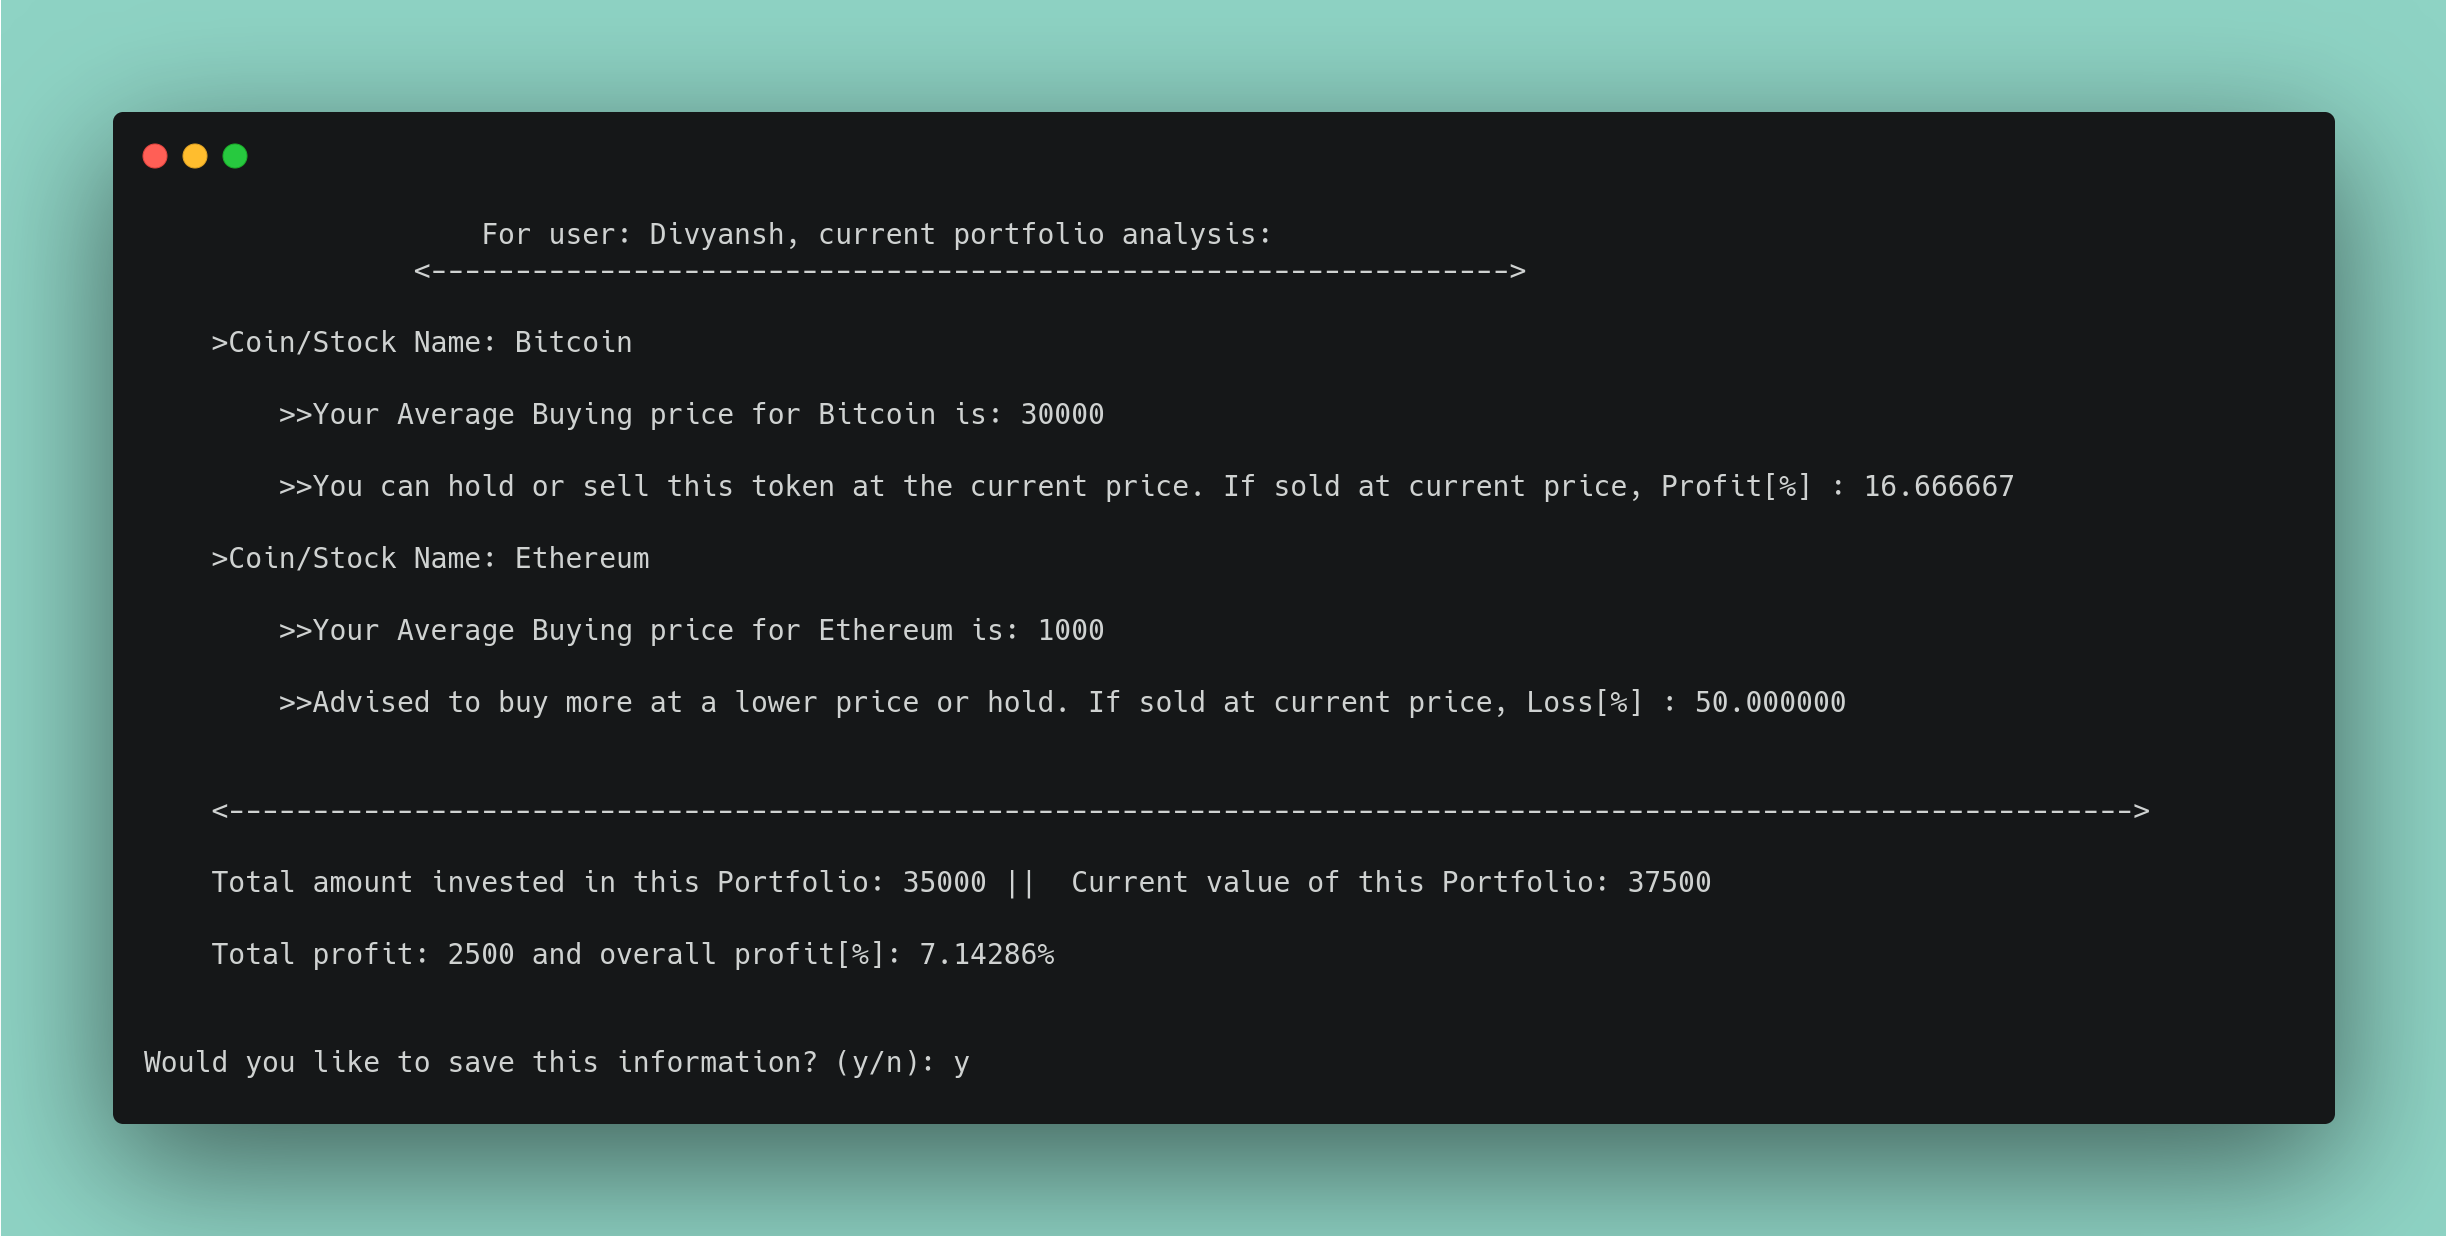 For user: Divyansh, current portfolio analysis:
<---------------------------------------------------------------->
>Coin/Stock Name: Bitcoin
>>Your Average Buying price for Bitcoin is: 30000
>>You can hold or sell this token at the current price. If sold at current price, Profit[%] : 16.666667
>Coin/Stock Name: Ethereum
>>Your Average Buying price for Ethereum is: 1000
>>Advised to buy more at a lower price or hold. If sold at current price, Loss[%] : 50.000000
<----------------------------------------------------------------------------------------------------------------->
Total amount invested in this Portfolio: 35000 ||  Current value of this Portfolio: 37500
Total profit: 2500 and overall profit[%]: 7.14286%
Would you like to save this information? (y/n): y